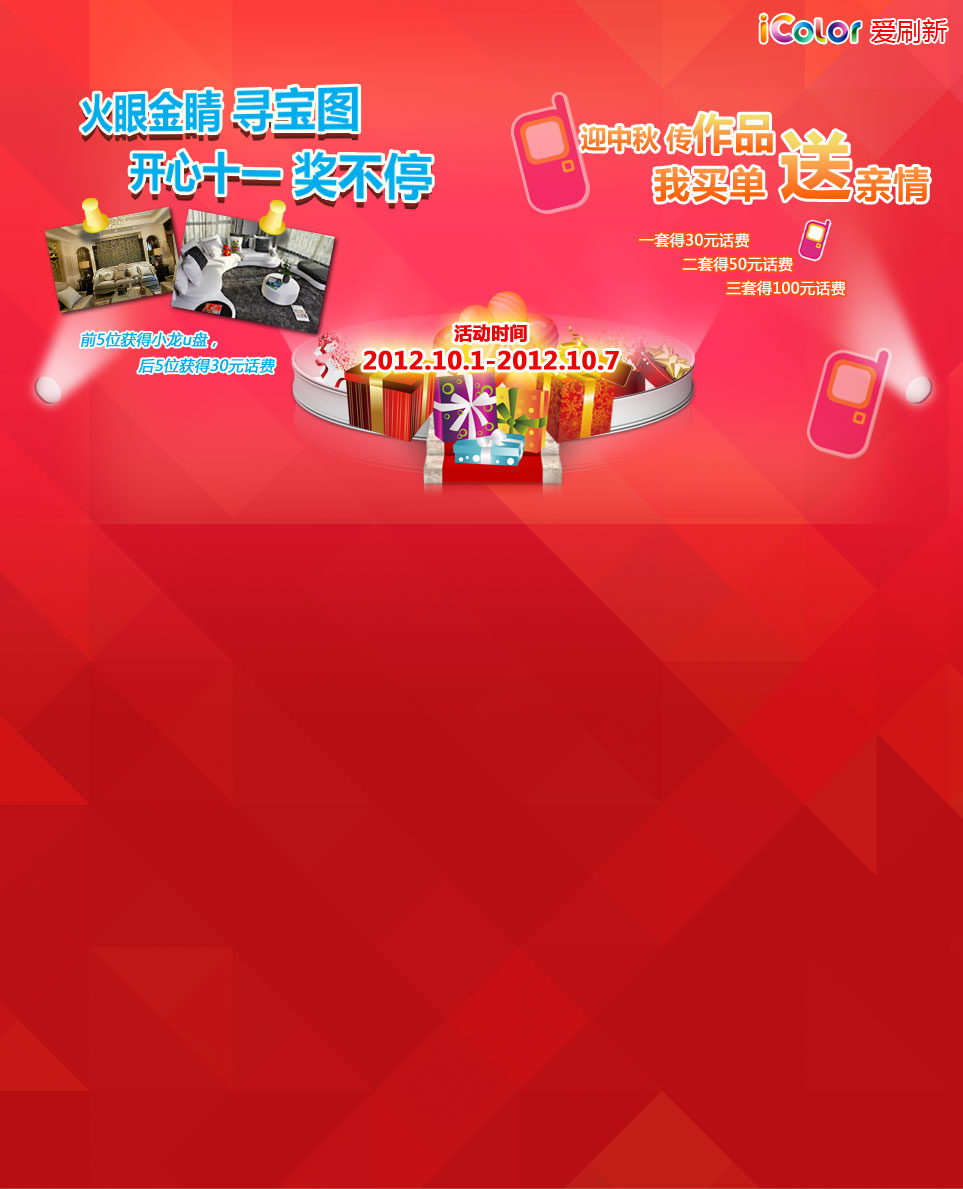 iColor 爱刷新
火眼金睛 寻宝图
开心十一 奖不停
迎中秋 传作品
我买单 送亲情
一套得30元话费
二套得50元话费
三套得100元话费
前5位获得小龙u盘，
后5位获得30元话费
活动时间
2012.10.1-2012.10.7